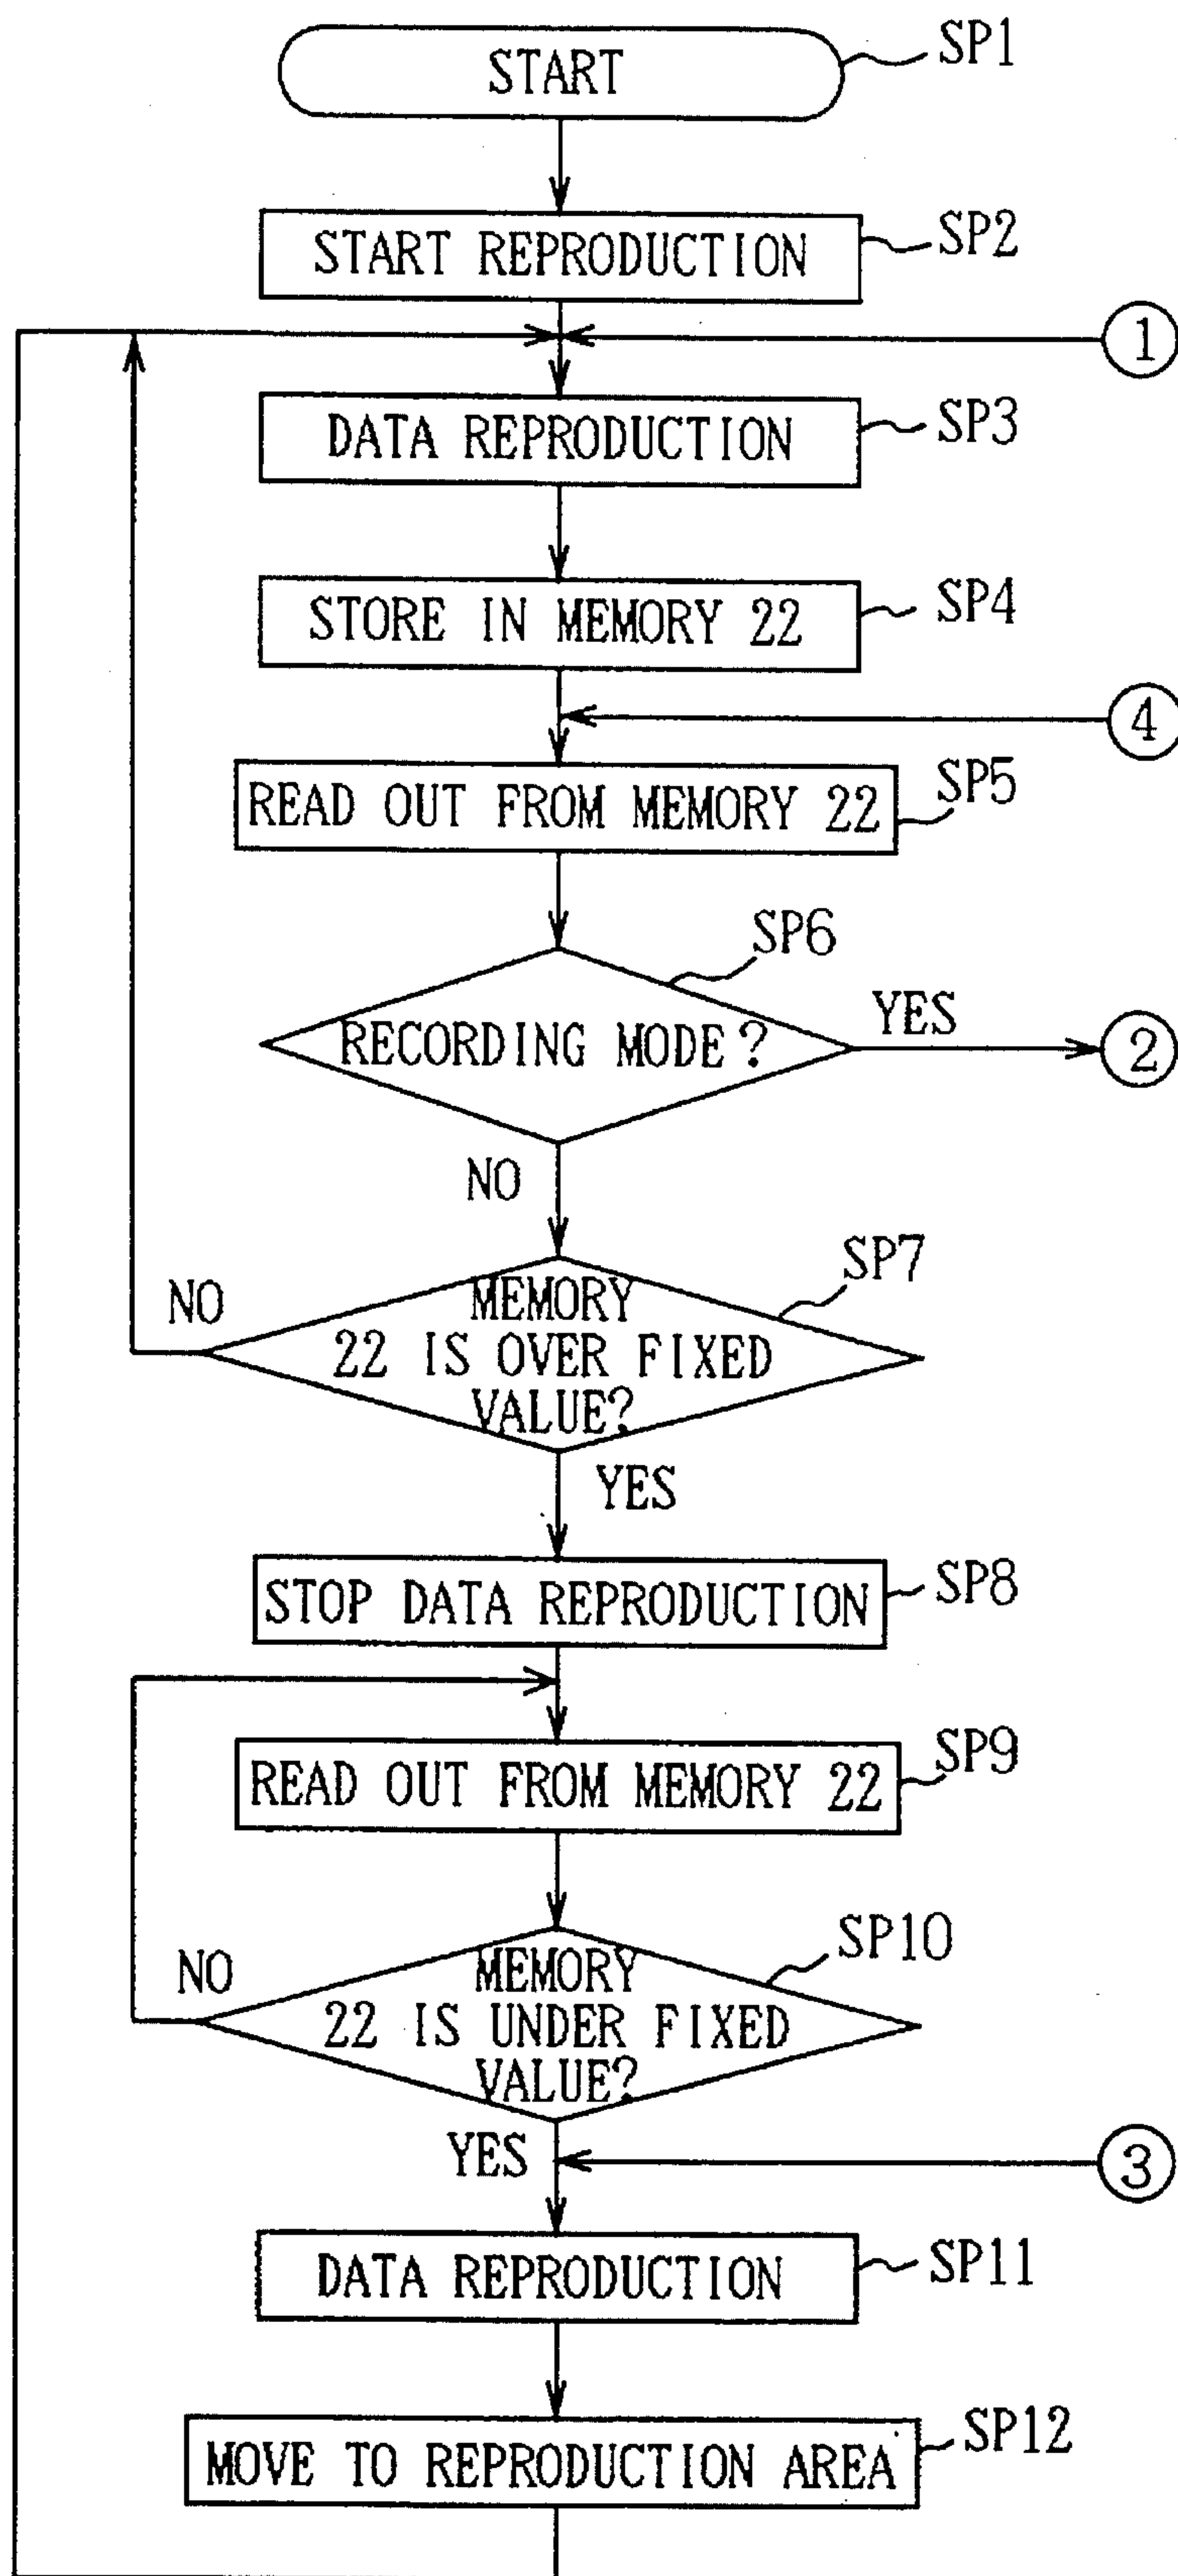 START
SP1
START REPRODUCTION
SP2
1
DATA REPRODUCTION
SP3
STORE IN MEMORY 22
SP4
4
READ OUT FROM MEMORY 22
SP5
SP6
RECORDING MODE?
YES
2
NO
SP7
NO
MEMORY
22 IS OVER FIXED
VALUE?
YES
STOP DATA REPRODUCTION
SP8
READ OUT FROM MEMORY 22
SP9
SP10
NO
MEMORY
22 IS UNDER FIXED
VALUE?
YES
3
DATA REPRODUCTION
SP11
MOVE TO REPRODUCTION AREA
SP12